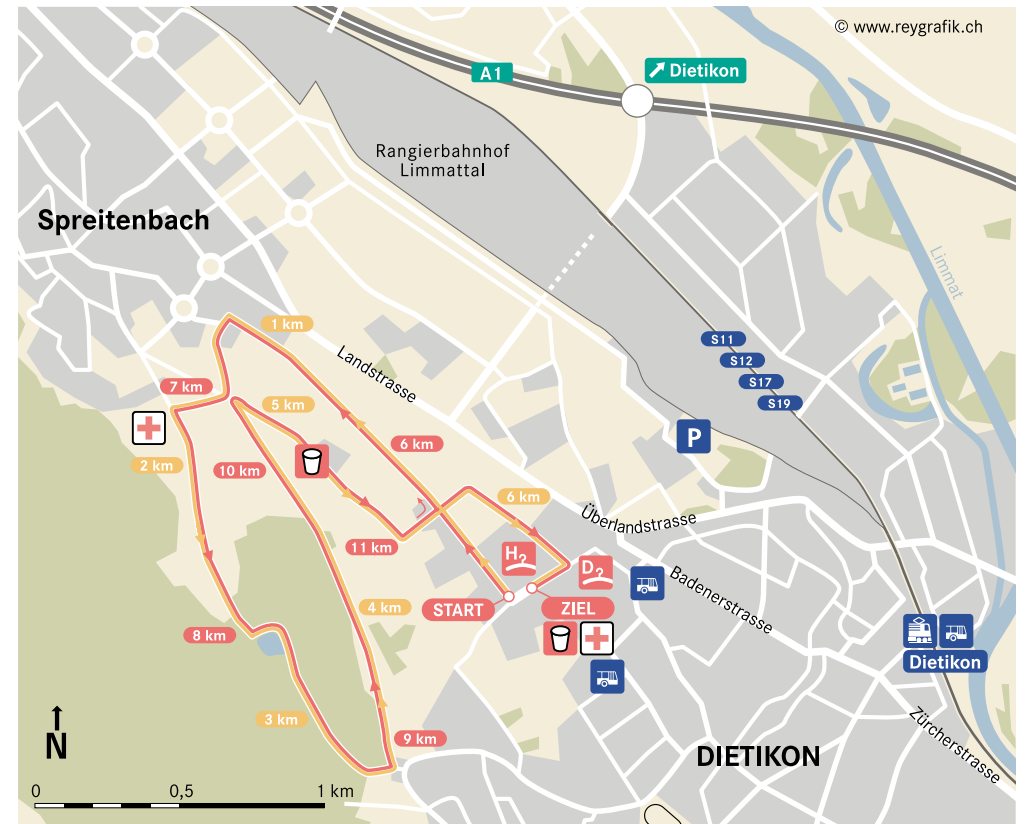 © www.reygrafik.ch
A1
Dietikon
Rangierbahnhof
Limmattal
Spreitenbach
Limmat
1 km
S11
S12
Landstrasse
S17
7 km
S19
5 km
6 km
P
2 km
10 km
6 km
Überlandstrasse
11 km
H2
D2
Badenerstrasse
START
ZIEL
4 km
8 km
Dietikon
3 km
9 km
Zürcherstrasse
N
DIETIKON
0
0,5
1 km